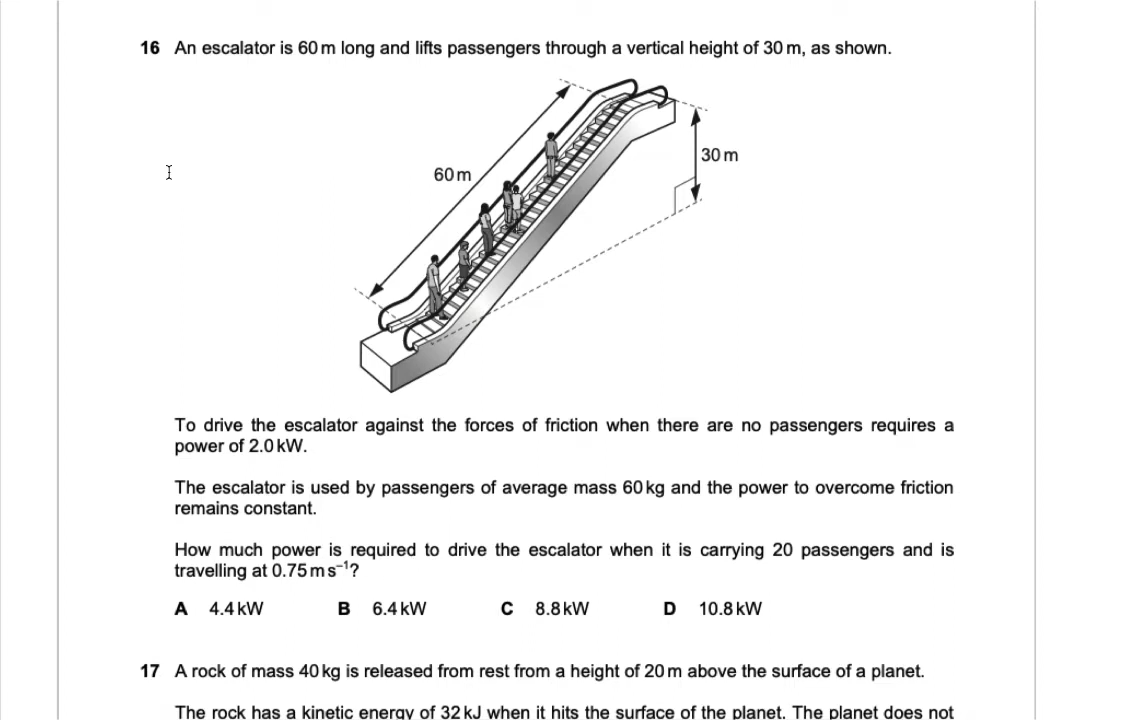 16 An escalator is 60 m long and lifts passengers through a vertical height of 30 m, as shown.
60 m
30 m
To drive the escalator against the forces of friction when there are no passengers requires a
power of 2.0 kW.
The escalator is used by passengers of average mass 60 kg and the power to overcome friction
remains constant.
How much power is required to drive the escalator when it is carrying 20 passengers and is
travelling at 0.75 m s⁻¹?
A 4.4 kW B 6.4 kW C 8.8 kW D 10.8 kW
17 A rock of mass 40 kg is released from rest from a height of 20 m above the surface of a planet.
The rock has a kinetic energy of 32 kJ when it hits the surface of the planet. The planet does not